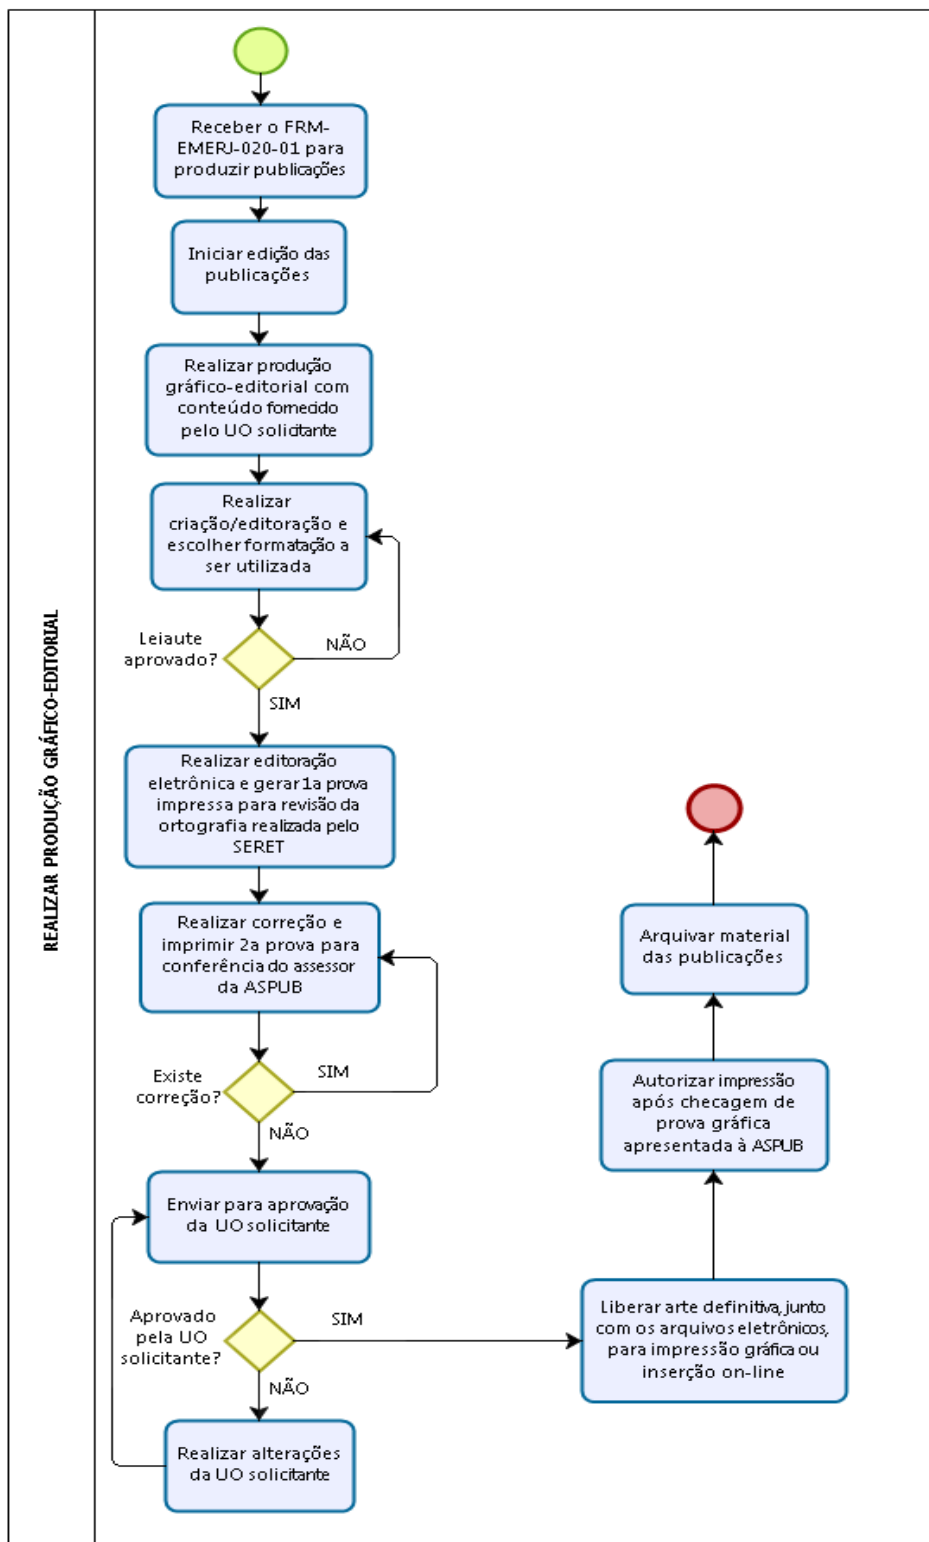 REALIZAR PRODUÇÃO GRÁFICO-EDITORIAL
Receber o FRM-
EMERJ-020-01 para
produzir publicações
Iniciar edição das
publicações
Realizar produção
gráfico-editorial com
conteúdo fornecido
pelo UO solicitante
Realizar
criação/editoração e
escolher formatação a
ser utilizada
Leiaute
aprovado?
NÃO
SIM
Realizar editoração
eletrônica e gerar 1a prova
impressa para revisão da
ortografia realizada pelo
SERET
Realizar correção e
imprimir 2a prova para
conferência do assessor
da ASPUB
Existe
correção?
SIM
NÃO
Enviar para aprovação
da UO solicitante
Aprovado
pela UO
solicitante?
SIM
NÃO
Realizar alterações
da UO solicitante
Liberar arte definitiva, junto
com os arquivos eletrônicos,
para impressão gráfica ou
inserção on-line
Autorizar impressão
após checagem de
prova gráfica
apresentada à ASPUB
Arquivar material
das publicações